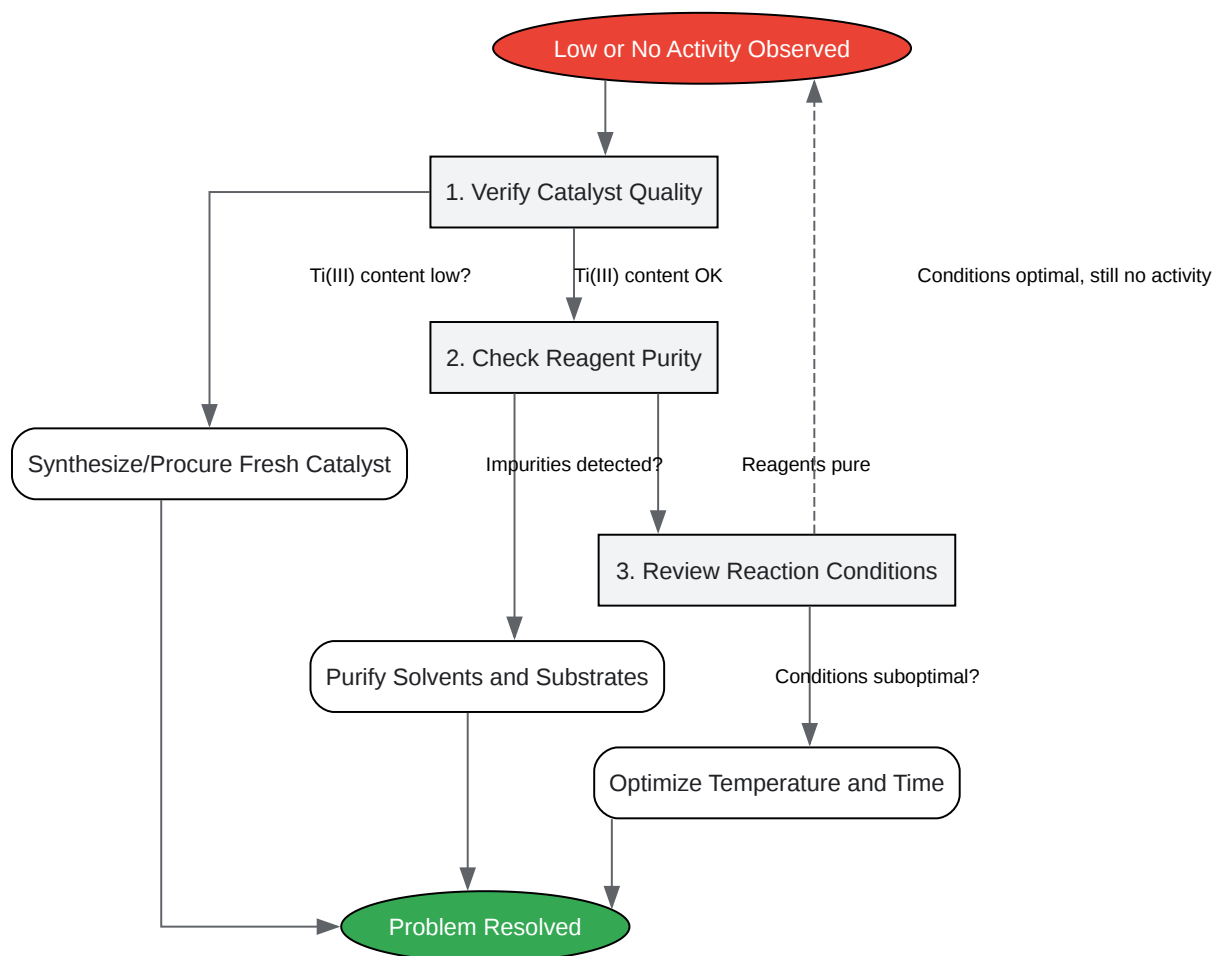 Low or No Activity Observed
1. Verify Catalyst Quality
Ti(III) content low?
Ti(III) content OK
Conditions optimal, still no activity
2. Check Reagent Purity
Synthesize/Procure Fresh Catalyst
Impurities detected?
Reagents pure
3. Review Reaction Conditions
Purify Solvents and Substrates
Conditions suboptimal?
Optimize Temperature and Time
Problem Resolved